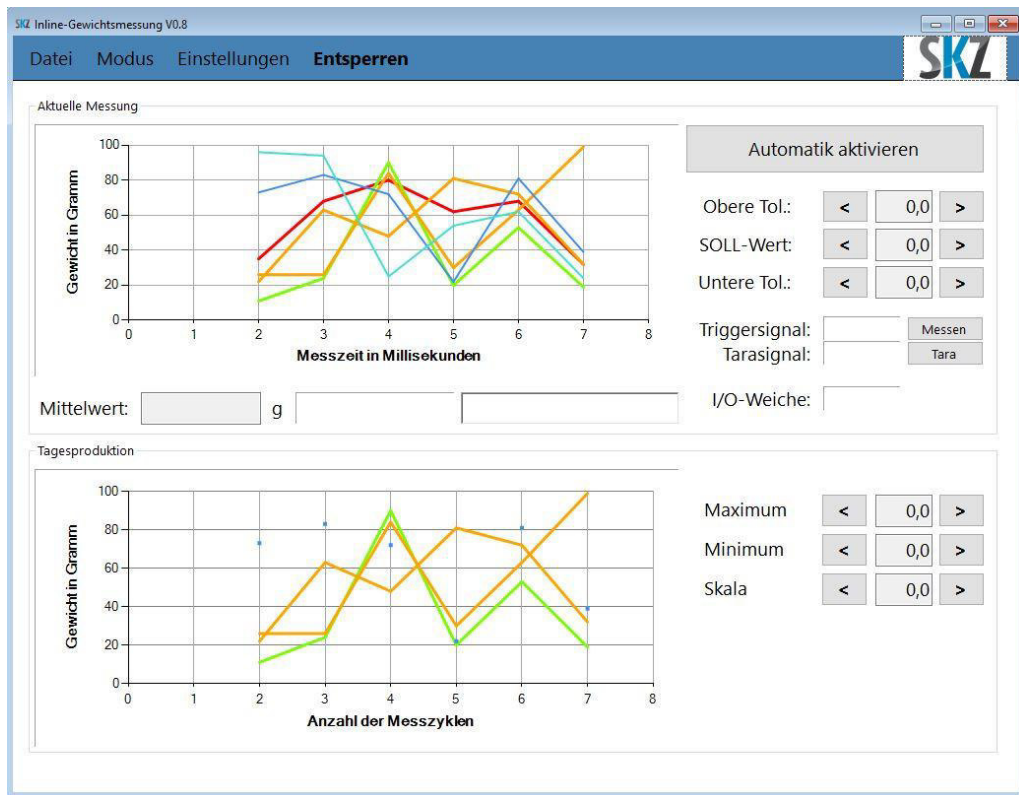 SKZ Inline-Gewichtsmessung V0.8
Datei Modus Einstellungen Entsperren
SKZ
Aktuelle Messung
100
80
60
40
20
0
Gewicht in Gramm
0 1 2 3 4 5 6 7 8
Messzeit in Millisekunden
Mittelwert: g
Automatik aktivieren
Obere Tol.: < 0,0 >
SOLL-Wert: < 0,0 >
Untere Tol.: < 0,0 >
Triggersignal: Messen
Tarasignal: Tara
I/O-Weiche:
Tagesproduktion
100
80
60
40
20
0
Gewicht in Gramm
0 1 2 3 4 5 6 7 8
Anzahl der Messzyklen
Maximum < 0,0 >
Minimum < 0,0 >
Skala < 0,0 >